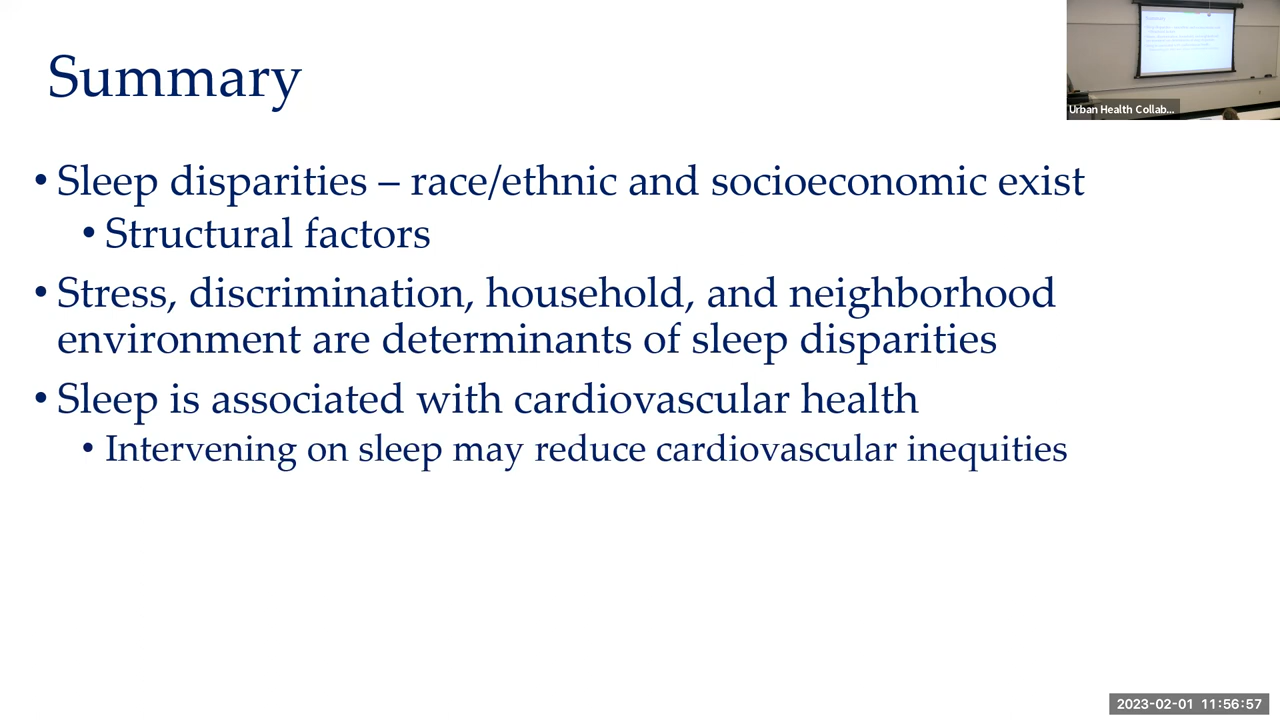 Summary
• Sleep disparities – race/ethnic and socioeconomic exist
• Structural factors
• Stress, discrimination, household, and neighborhood
environment are determinants of sleep disparities
• Sleep is associated with cardiovascular health
• Intervening on sleep may reduce cardiovascular inequities
Urban Health Collab...
2023-02-01 11:56:57